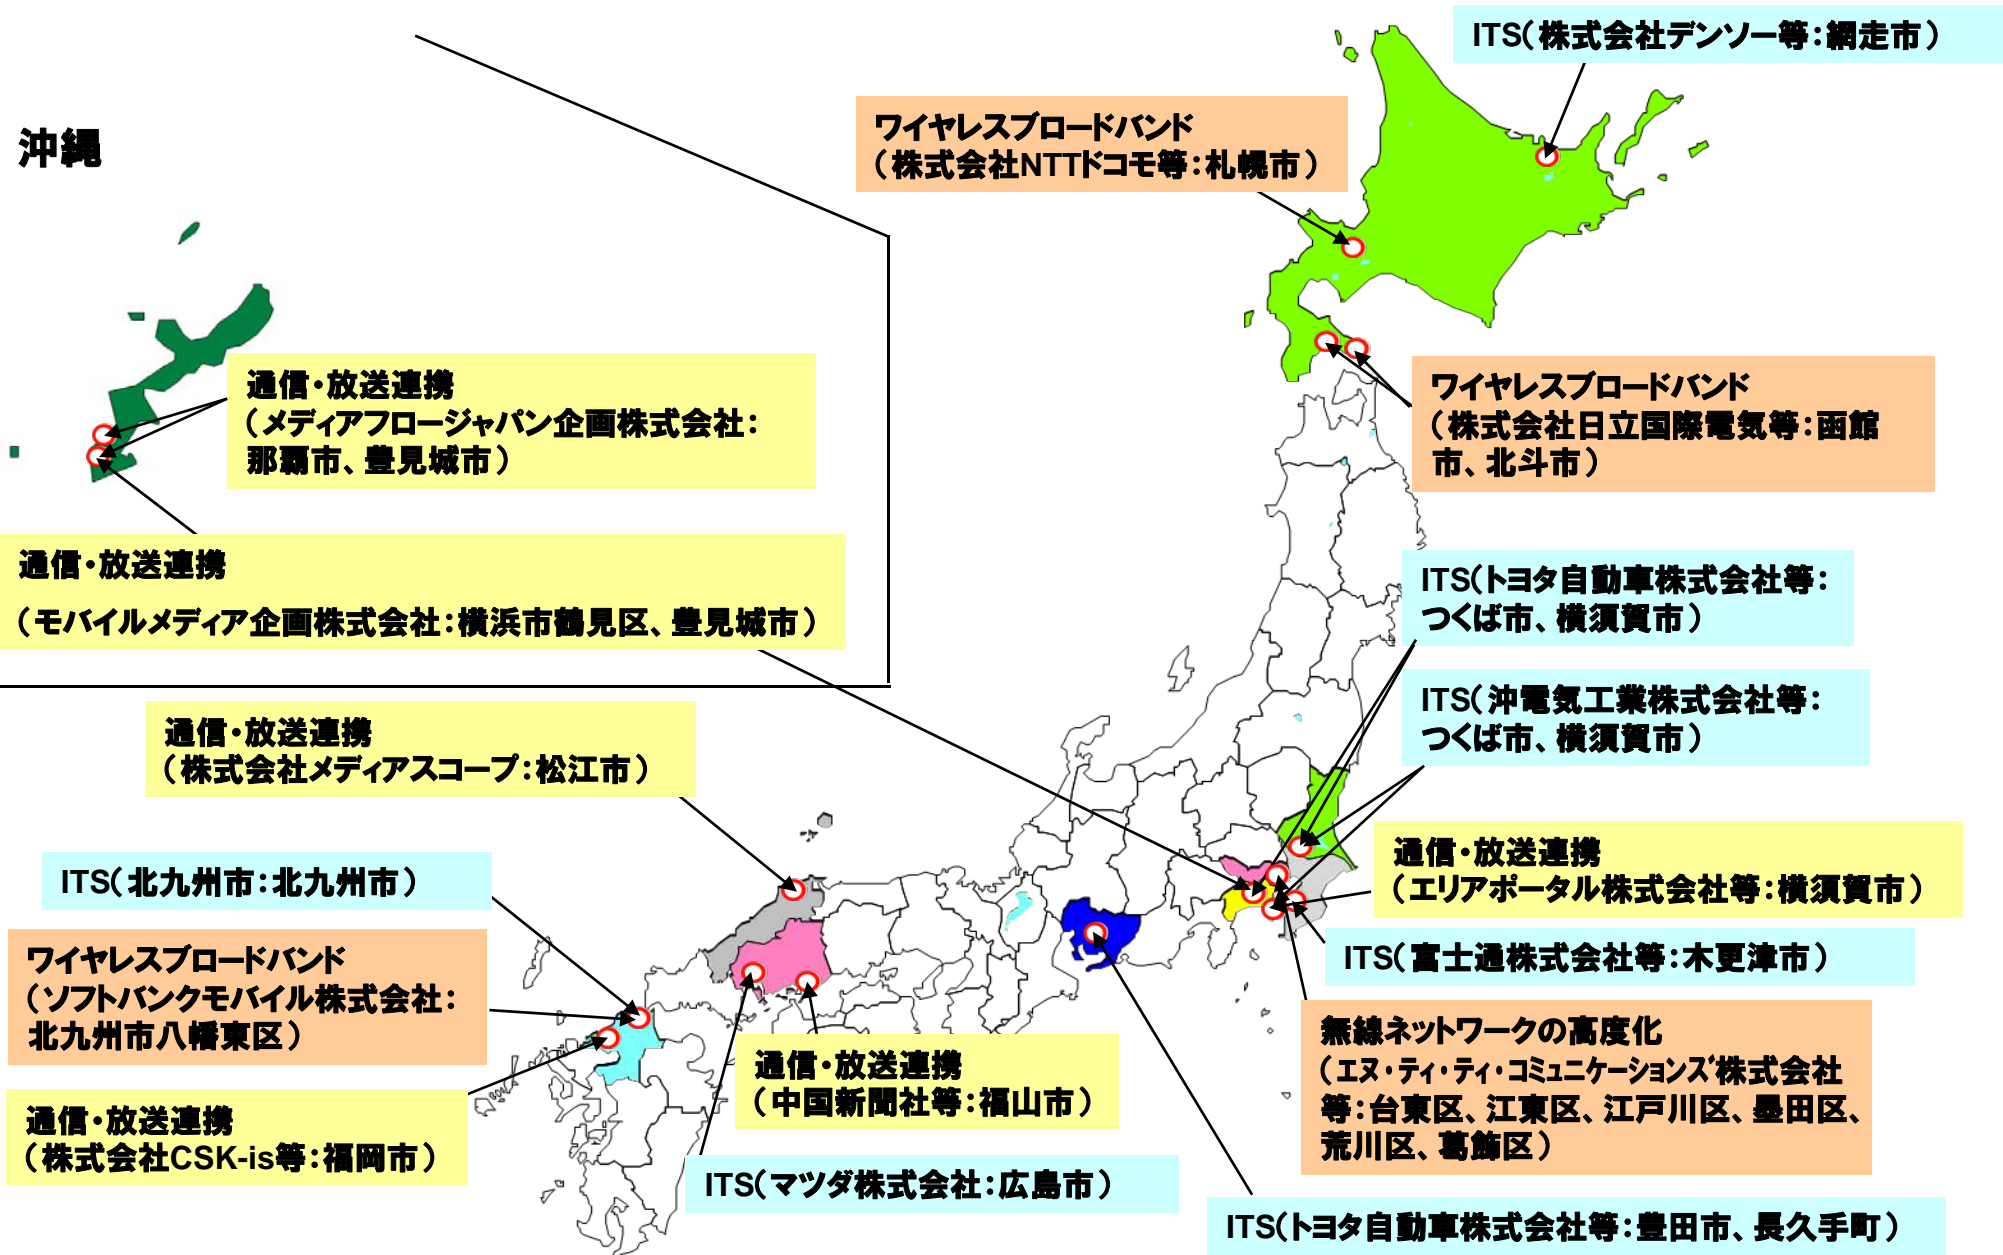 ITS(株式会社デンソー等:網走市)
ワイヤレスブロードバンド
(株式会社NTTドコモ等:札幌市)
沖縄
通信・放送連携
(メディアフロージャパン企画株式会社:
那覇市、豊見城市)
ワイヤレスブロードバンド
(株式会社日立国際電気等:函館
市、北斗市)
通信・放送連携
(モバイルメディア企画株式会社:横浜市鶴見区、豊見城市)
ITS(トヨタ自動車株式会社等:
つくば市、横須賀市)
ITS(沖電気工業株式会社等:
つくば市、横須賀市)
通信・放送連携
(株式会社メディアスコープ:松江市)
通信・放送連携
(エリアポータル株式会社等:横須賀市)
ITS(北九州市:北九州市)
ITS(富士通株式会社等:木更津市)
ワイヤレスブロードバンド
(ソフトバンクモバイル株式会社:
北九州市八幡東区)
無線ネットワークの高度化
(エヌ・ティ・ティ・コミュニケーションズ株式会社
等:台東区、江東区、江戸川区、墨田区、
荒川区、葛飾区)
通信・放送連携
(中国新聞社等:福山市)
通信・放送連携
(株式会社CSK-is等:福岡市)
ITS(マツダ株式会社:広島市)
ITS(トヨタ自動車株式会社等:豊田市、長久手町)